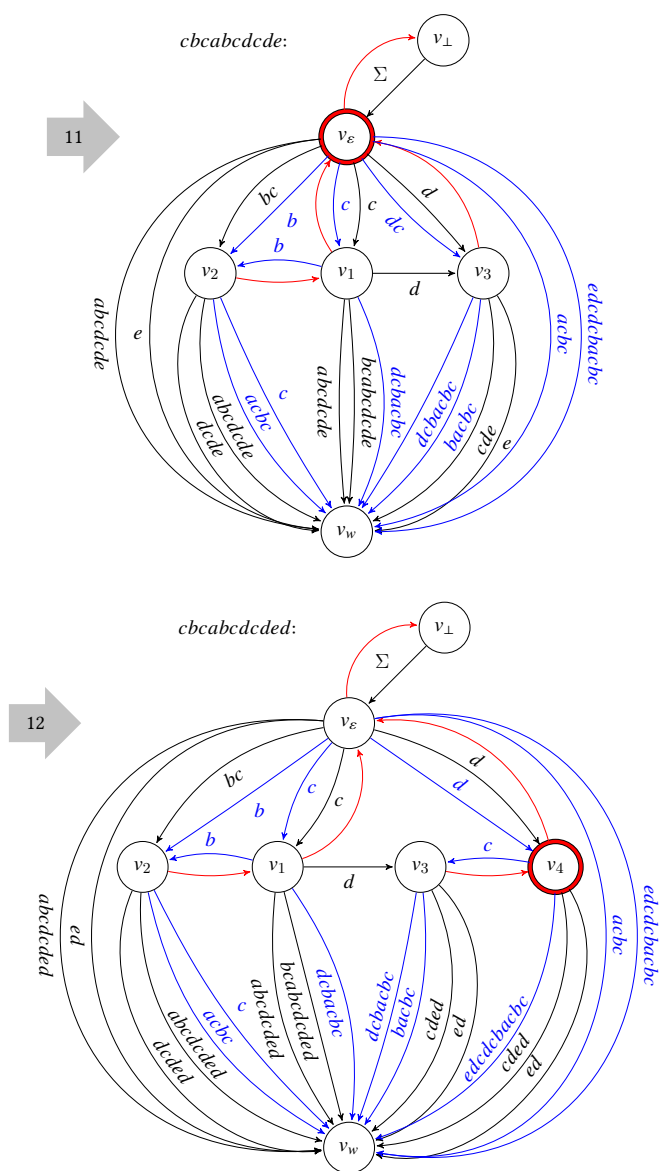 cbcabcdcde:
v⊥
Σ
11
vε
bc
b
c
c
dc
d
b
v2
v1
v3
d
abcdcde
e
dcde
abcdcde
acbc
c
abcdcde
bcabcdcde
dcbacbc
dcbacbc
bacbc
cde
e
acbc
edcdcbacbc
vw
cbcabcdcded:
v⊥
Σ
12
vε
bc
b
c
c
d
d
b
c
v2
v1
v3
v4
d
abcdcded
ed
dcded
abcdcded
acbc
c
abcdcded
bcabcdcded
dcbacbc
dcbacbc
bacbc
cded
ed
edcdcbacbc
cded
ed
acbc
edcdcbacbc
vw